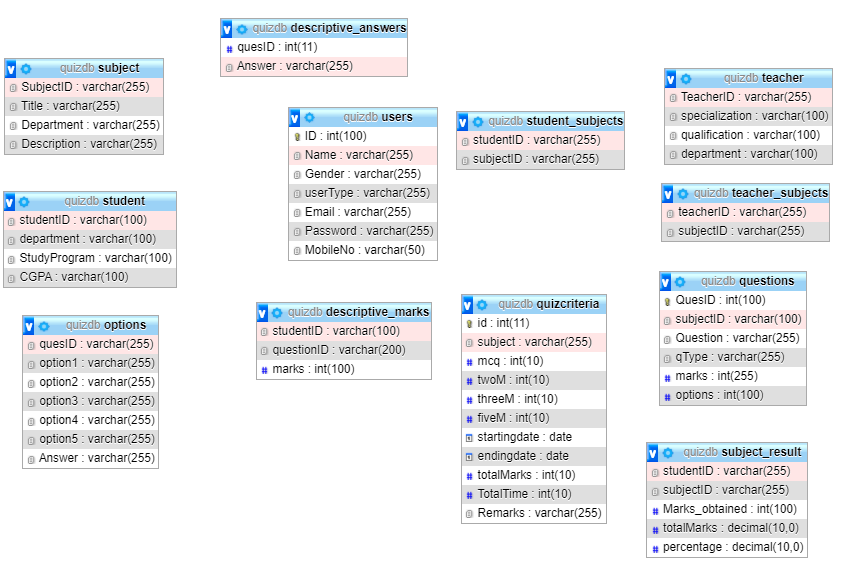 quizdb subject
SubjectID : varchar(255)
Title : varchar(255)
Department : varchar(255)
Description : varchar(255)
quizdb student
studentID : varchar(100)
department : varchar(100)
StudyProgram : varchar(100)
CGPA : varchar(100)
quizdb options
quesID : varchar(255)
option1 : varchar(255)
option2 : varchar(255)
option3 : varchar(255)
option4 : varchar(255)
option5 : varchar(255)
Answer : varchar(255)
quizdb descriptive_answers
quesID : int(11)
Answer : varchar(255)
quizdb users
ID : int(100)
Name : varchar(255)
Gender : varchar(255)
userType : varchar(255)
Email : varchar(255)
Password : varchar(255)
MobileNo : varchar(50)
quizdb descriptive_marks
studentID : varchar(100)
questionID : varchar(200)
marks : int(100)
quizdb student_subjects
studentID : varchar(255)
subjectID : varchar(255)
quizdb quizcriteria
id : int(11)
subject : varchar(255)
mcq : int(10)
twoM : int(10)
threeM : int(10)
fiveM : int(10)
startingdate : date
endingdate : date
totalMarks : int(10)
TotalTime : int(10)
Remarks : varchar(255)
quizdb teacher
TeacherID : varchar(255)
specialization : varchar(100)
qualification : varchar(100)
department : varchar(100)
quizdb teacher_subjects
teacherID : varchar(255)
subjectID : varchar(255)
quizdb questions
QuesID : int(100)
subjectID : varchar(100)
Question : varchar(255)
qType : varchar(255)
marks : int(255)
options : int(100)
quizdb subject_result
studentID : varchar(255)
subjectID : varchar(255)
Marks_obtained : int(100)
totalMarks : decimal(10,0)
percentage : decimal(10,0)